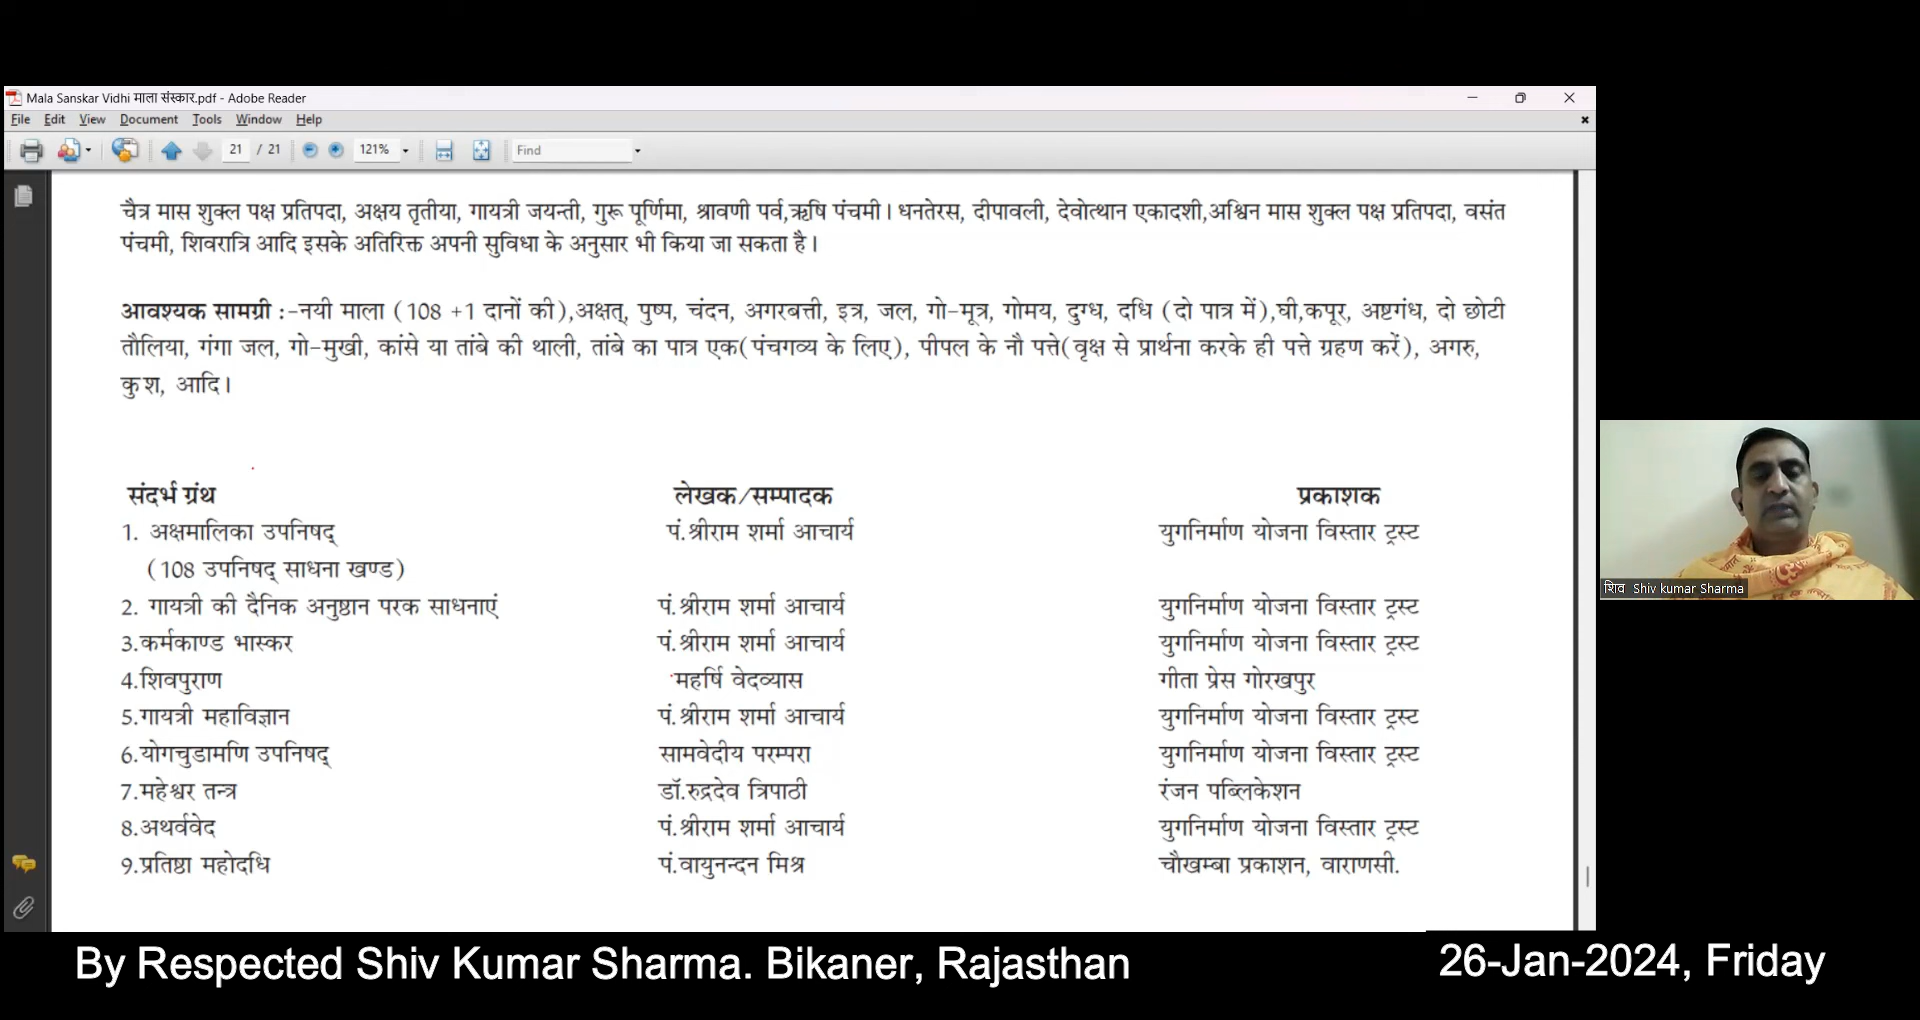 Mala Sanskar Vidhi माला संस्कार.pdf - Adobe Reader
File Edit View Document Tools Window Help
21 / 21 121% Find
चैत्र मास शुक्ल पक्ष प्रतिपदा, अक्षय तृतीया, गायत्री जयन्ती, गुरू पूर्णिमा, श्रावणी पर्व,ऋषि पंचमी। धनतेरस, दीपावली, देवोत्थान एकादशी,अश्विन मास शुक्ल पक्ष प्रतिपदा, वसंत
पंचमी, शिवरात्रि आदि इसके अतिरिक्त अपनी सुविधा के अनुसार भी किया जा सकता है।
आवश्यक सामग्री :-नयी माला (108 +1 दानों की),अक्षत्, पुष्प, चंदन, अगरबत्ती, इत्र, जल, गो-मूत्र, गोमय, दुग्ध, दधि (दो पात्र में),घी,कपूर, अष्टगंध, दो छोटी
तौलिया, गंगा जल, गो-मुखी, कांसे या तांबे की थाली, तांबे का पात्र एक(पंचगव्य के लिए), पीपल के नौ पत्ते(वृक्ष से प्रार्थना करके ही पत्ते ग्रहण करें), अगरु,
कुश, आदि।
संदर्भ ग्रंथ लेखक/सम्पादक प्रकाशक
1. अक्षमालिका उपनिषद् पं.श्रीराम शर्मा आचार्य युगनिर्माण योजना विस्तार ट्रस्ट
(108 उपनिषद् साधना खण्ड)
2. गायत्री की दैनिक अनुष्ठान परक साधनाएं पं.श्रीराम शर्मा आचार्य युगनिर्माण योजना विस्तार ट्रस्ट
3.कर्मकाण्ड भास्कर पं.श्रीराम शर्मा आचार्य युगनिर्माण योजना विस्तार ट्रस्ट
4.शिवपुराण महर्षि वेदव्यास गीता प्रेस गोरखपुर
5.गायत्री महाविज्ञान पं.श्रीराम शर्मा आचार्य युगनिर्माण योजना विस्तार ट्रस्ट
6.योगचुडामणि उपनिषद् सामवेदीय परम्परा युगनिर्माण योजना विस्तार ट्रस्ट
7.महेश्वर तन्त्र डॉ.रुद्रदेव त्रिपाठी रंजन पब्लिकेशन
8.अथर्ववेद पं.श्रीराम शर्मा आचार्य युगनिर्माण योजना विस्तार ट्रस्ट
9.प्रतिष्ठा महोदधि पं.वायुनन्दन मिश्र चौखम्बा प्रकाशन, वाराणसी.
शिव Shiv kumar Sharma
By Respected Shiv Kumar Sharma. Bikaner, Rajasthan
26-Jan-2024, Friday